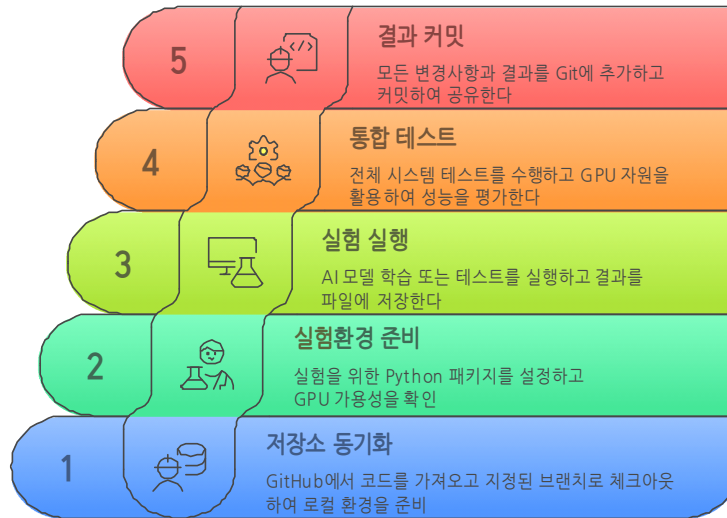 5
결과 커밋
모든 변경사항과 결과를 Git에 추가하고
커밋하여 공유한다
4
통합 테스트
전체 시스템 테스트를 수행하고 GPU 자원을
활용하여 성능을 평가한다
3
실험 실행
AI 모델 학습 또는 테스트를 실행하고 결과를
파일에 저장한다
2
실험환경 준비
실험을 위한 Python 패키지를 설정하고
GPU 가용성을 확인
1
저장소 동기화
GitHub에서 코드를 가져오고 지정된 브랜치로 체크아웃
하여 로컬 환경을 준비